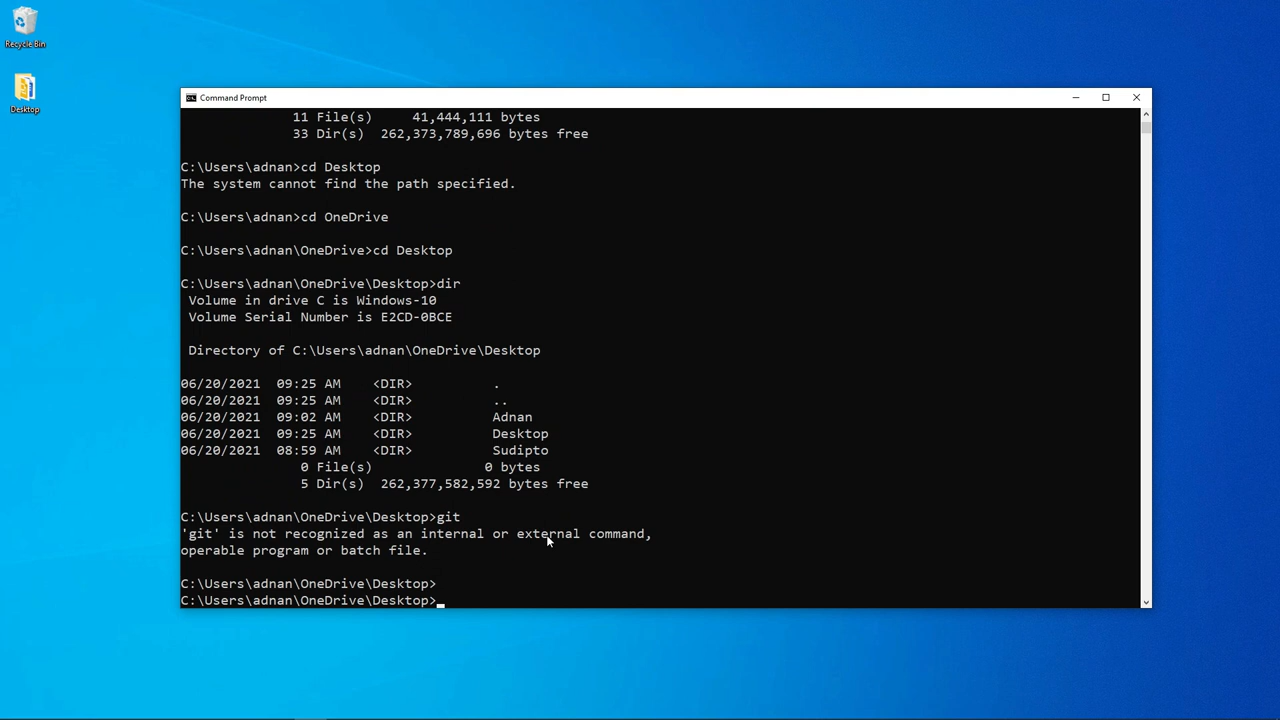 Recycle Bin
Desktop
Command Prompt
11 File(s)     41,444,111 bytes
33 Dir(s)  262,373,789,696 bytes free
C:\Users\adnan>cd Desktop
The system cannot find the path specified.
C:\Users\adnan>cd OneDrive
C:\Users\adnan\OneDrive>cd Desktop
C:\Users\adnan\OneDrive\Desktop>dir
Volume in drive C is Windows-10
Volume Serial Number is E2CD-0BCE
Directory of C:\Users\adnan\OneDrive\Desktop
06/20/2021  09:25 AM    <DIR>          .
06/20/2021  09:25 AM    <DIR>          ..
06/20/2021  09:02 AM    <DIR>          Adnan
06/20/2021  09:25 AM    <DIR>          Desktop
06/20/2021  08:59 AM    <DIR>          Sudipto
0 File(s)              0 bytes
5 Dir(s)  262,377,582,592 bytes free
C:\Users\adnan\OneDrive\Desktop>git
'git' is not recognized as an internal or external command,
operable program or batch file.
C:\Users\adnan\OneDrive\Desktop>
C:\Users\adnan\OneDrive\Desktop>